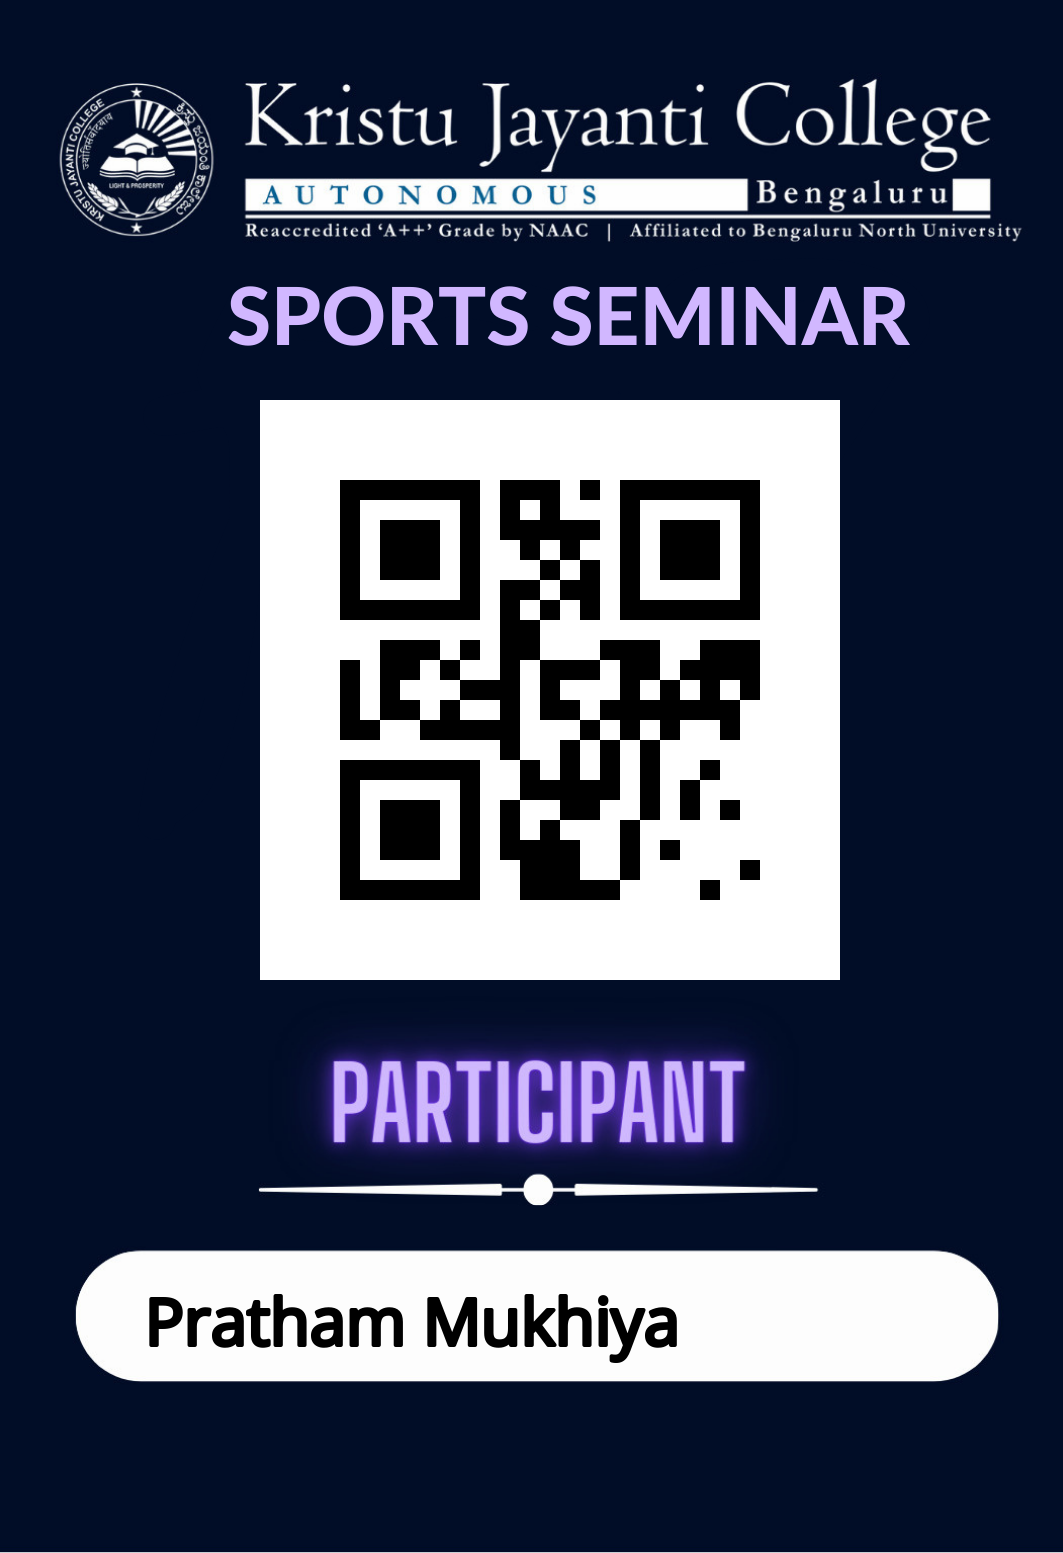 KRISTU JAYANTI COLLEGE
ज्योतिसंवादवाव
LIGHT & PROSPERITY
Kristu Jayanti College
AUTONOMOUS Bengaluru
Reaccredited ‘A++’ Grade by NAAC | Affiliated to Bengaluru North University
SPORTS SEMINAR
PARTICIPANT
Pratham Mukhiya